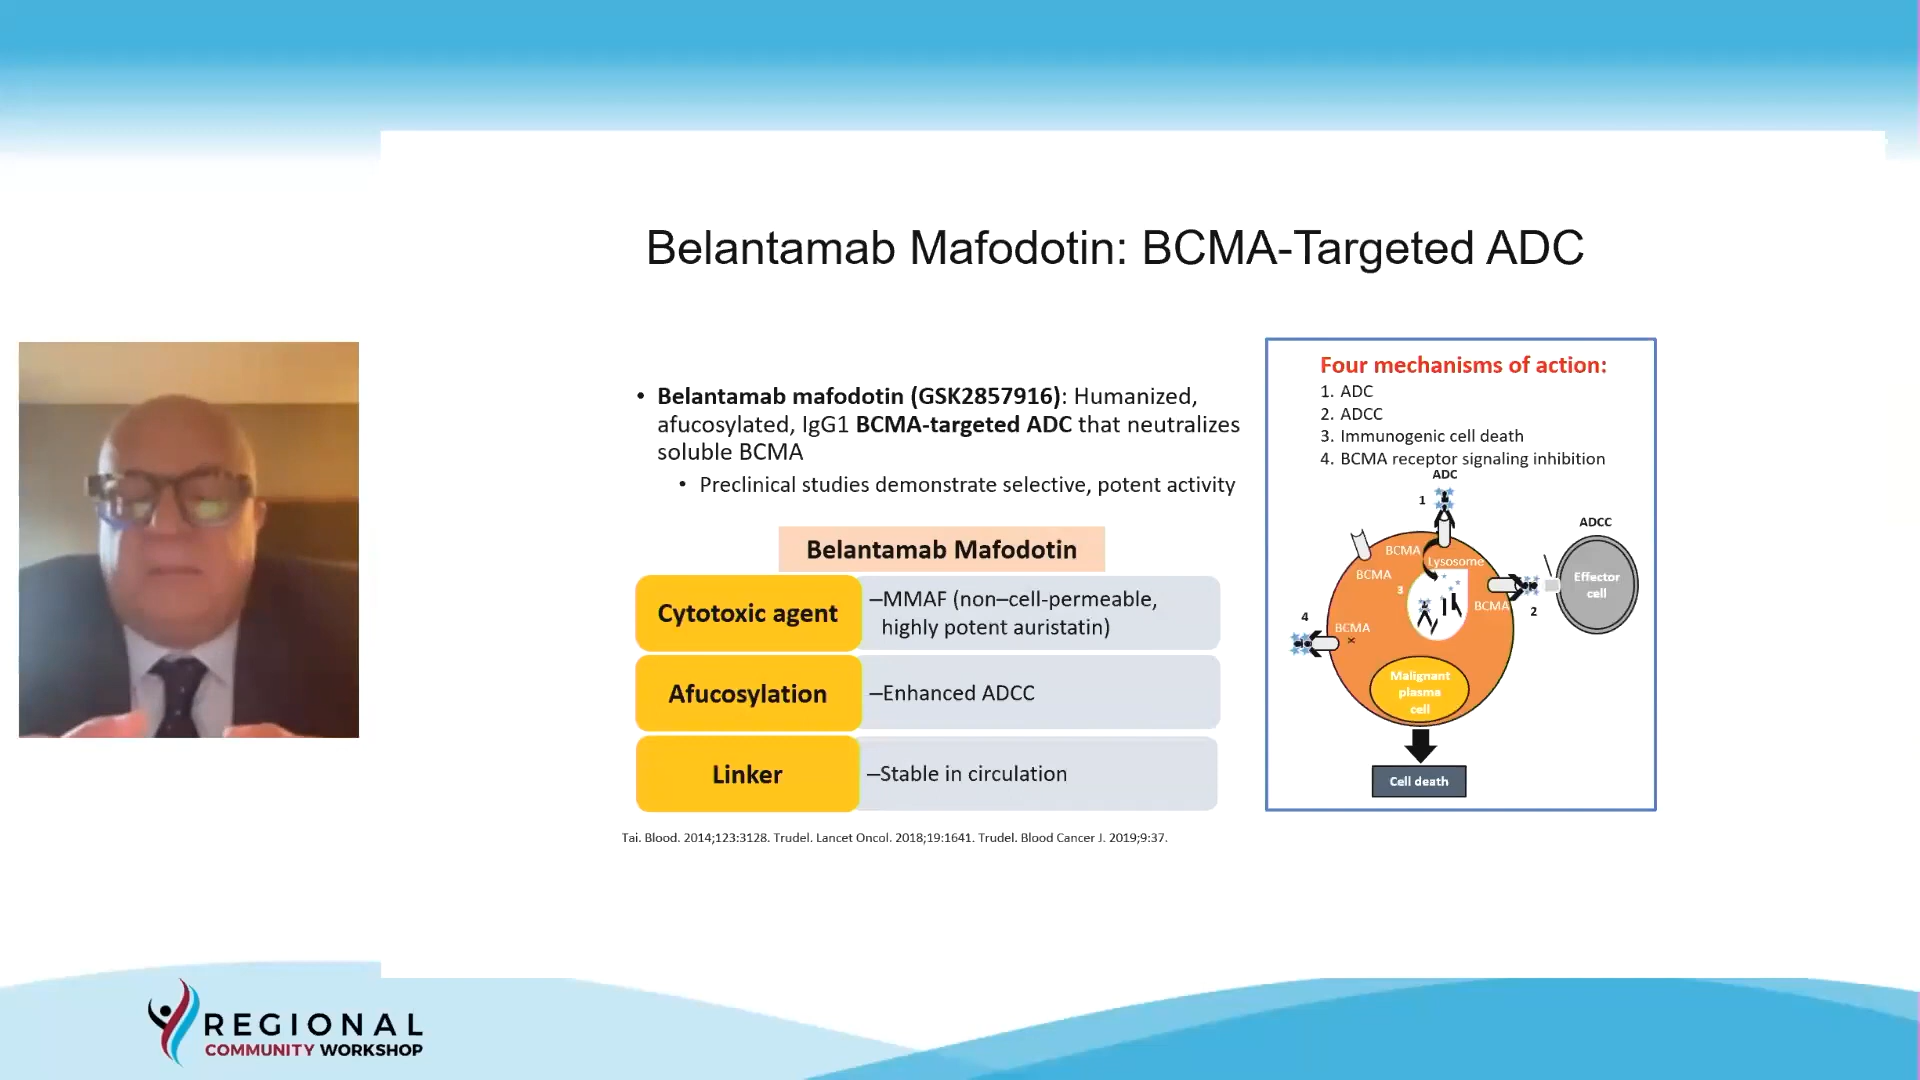 Belantamab Mafodotin: BCMA-Targeted ADC
• Belantamab mafodotin (GSK2857916): Humanized,
afucosylated, IgG1 BCMA-targeted ADC that neutralizes
soluble BCMA
• Preclinical studies demonstrate selective, potent activity
Belantamab Mafodotin
Cytotoxic agent
–MMAF (non–cell-permeable,
highly potent auristatin)
Afucosylation
–Enhanced ADCC
Linker
–Stable in circulation
Tai. Blood. 2014;123:3128. Trudel. Lancet Oncol. 2018;19:1641. Trudel. Blood Cancer J. 2019;9:37.
Four mechanisms of action:
1. ADC
2. ADCC
3. Immunogenic cell death
4. BCMA receptor signaling inhibition
ADC
1
ADCC
BCMA
Lysosome
BCMA
3
Effector
cell
BCMA
2
4
BCMA
×
Malignant
plasma
cell
Cell death
REGIONAL
COMMUNITY WORKSHOP